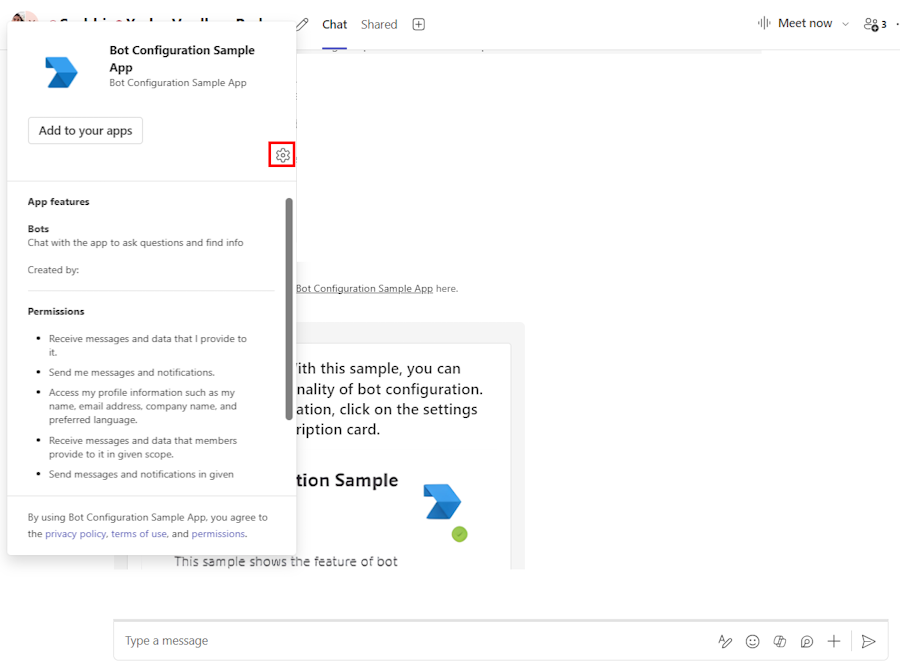 Chat
Shared
Meet now
3
Bot Configuration Sample
App
Bot Configuration Sample App
Add to your apps
App features
Bots
Chat with the app to ask questions and find info
Created by:
Permissions
• Receive messages and data that I provide to
it.
• Send me messages and notifications.
• Access my profile information such as my
name, email address, company name, and
preferred language.
• Receive messages and data that members
provide to it in given scope.
• Send messages and notifications in given
By using Bot Configuration Sample App, you agree to
the privacy policy, terms of use, and permissions.
Bot Configuration Sample App here.
ith this sample, you can
nality of bot configuration.
ation, click on the settings
ription card.
tion Sample
This sample shows the feature of bot
Type a message